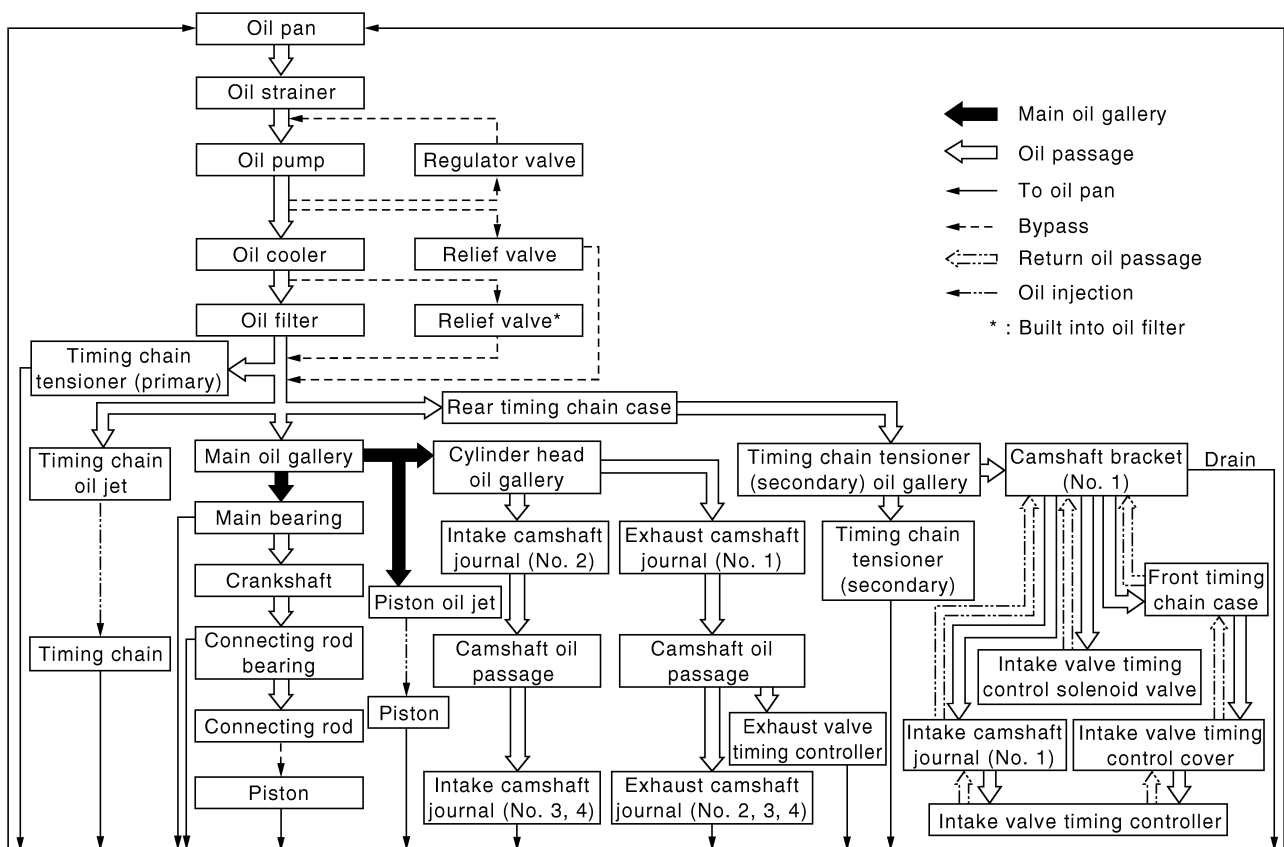 Oil pan
Oil strainer
Oil pump
Regulator valve
Oil cooler
Relief valve
Oil filter
Relief valve*
Main oil gallery
Oil passage
To oil pan
Bypass
Return oil passage
Oil injection
* : Built into oil filter
Timing chain
tensioner (primary)
Rear timing chain case
Timing chain
oil jet
Main oil gallery
Cylinder head
oil gallery
Timing chain tensioner
(secondary) oil gallery
Camshaft bracket
(No. 1)
Drain
Main bearing
Intake camshaft
journal (No. 2)
Exhaust camshaft
journal (No. 1)
Timing chain
tensioner
(secondary)
Crankshaft
Piston oil jet
Front timing
chain case
Timing chain
Connecting rod
bearing
Camshaft oil
passage
Camshaft oil
passage
Intake valve timing
control solenoid valve
Connecting rod
Piston
Exhaust valve
timing controller
Intake camshaft
journal (No. 1)
Intake valve timing
control cover
Piston
Intake camshaft
journal (No. 3, 4)
Exhaust camshaft
journal (No. 2, 3, 4)
Intake valve timing controller